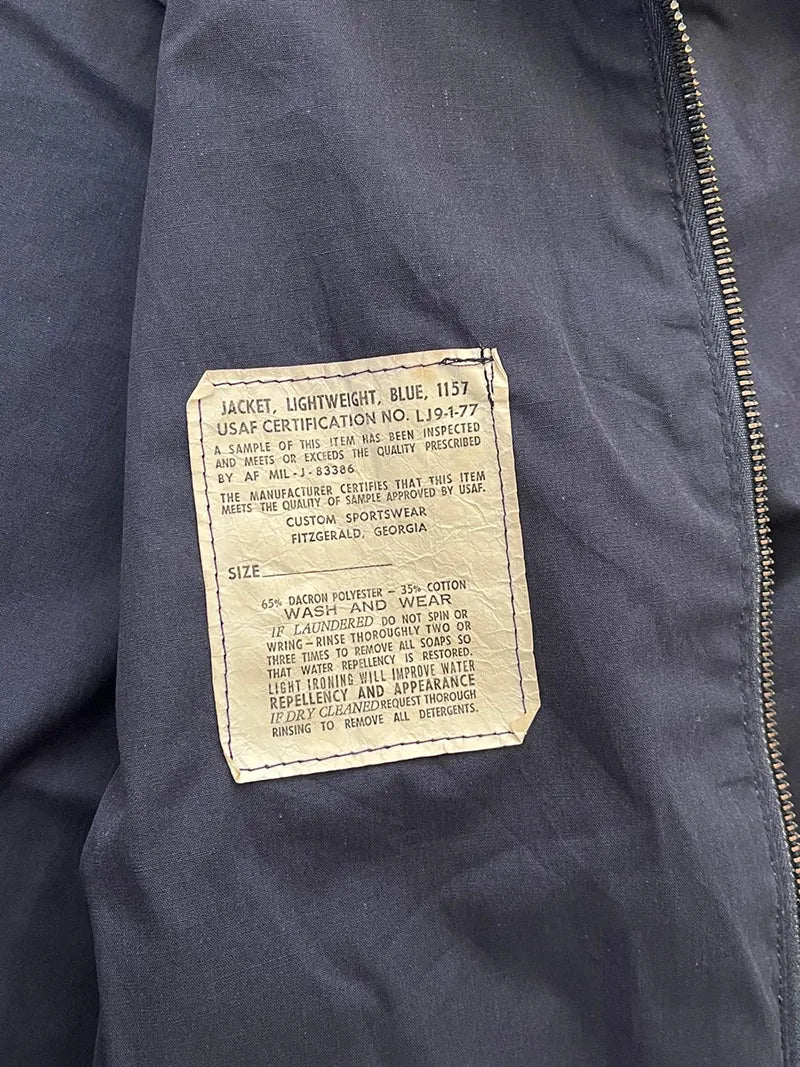 JACKET, LIGHTWEIGHT, BLUE, 1157
USAF CERTIFICATION NO. LJ9-1-77
A SAMPLE OF THIS ITEM HAS BEEN INSPECTED
AND MEETS OR EXCEEDS THE QUALITY PRESCRIBED
BY AF MIL-J-83386
THE MANUFACTURER CERTIFIES THAT THIS ITEM
MEETS THE QUALITY OF SAMPLE APPROVED BY USAF.
CUSTOM SPORTSWEAR
FITZGERALD, GEORGIA
SIZE
65% DACRON POLYESTER - 35% COTTON
WASH AND WEAR
IF LAUNDERED DO NOT SPIN OR
WRING-RINSE THOROUGHLY TWO OR
THREE TIMES TO REMOVE ALL SOAPS SO
THAT WATER REPELLENCY IS RESTORED.
LIGHT IRONING WILL IMPROVE WATER
REPELLENCY AND APPEARANCE
IF DRY CLEANED REQUEST THOROUGH
RINSING TO REMOVE ALL DETERGENTS.